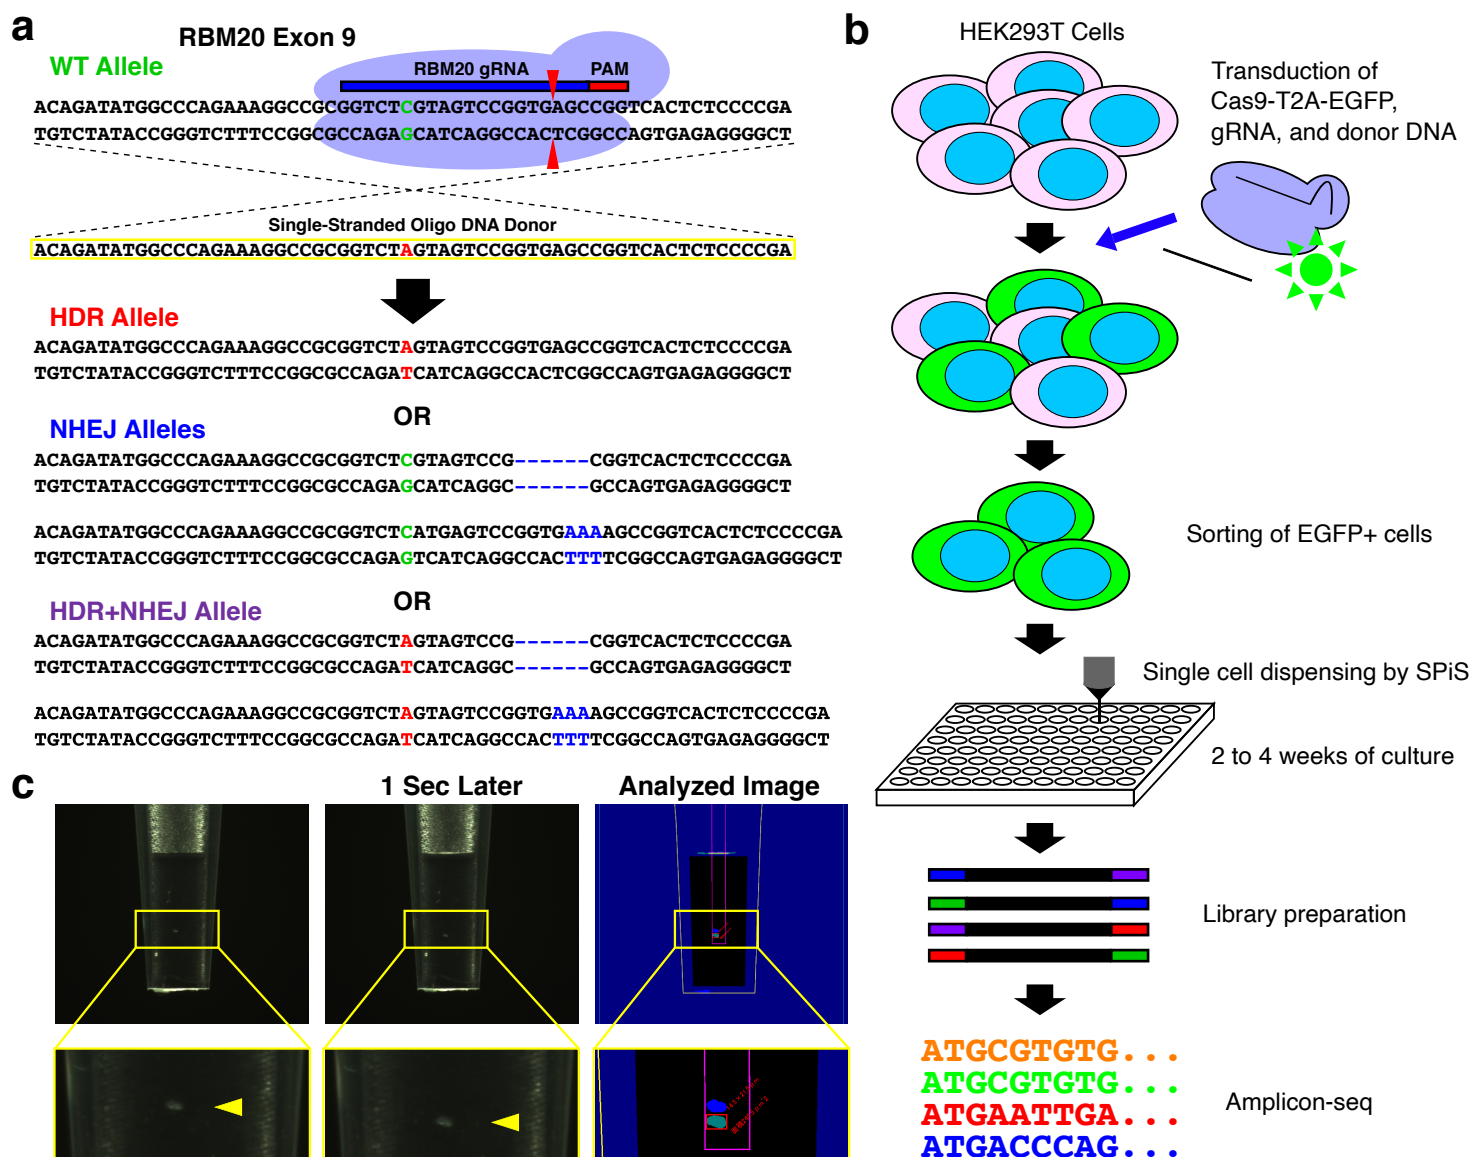 a
RBM20 Exon 9
WT Allele
RBM20 gRNA
PAM
ACAGATATGGCCCAGAAAGGCCGCGGTCTCGTAGTCCGGTGAGCCGGTCACTCTCCCCGA
TGTCTATACCGGGTCTTTCCGGCGCCAGAGCATCAGGCCACTCGGCCAGTGAGAGGGGCT
Single-Stranded Oligo DNA Donor
ACAGATATGGCCCAGAAAGGCCGCGGTCTAGTAGTCCGGTGAGCCGGTCACTCTCCCCGA
HDR Allele
ACAGATATGGCCCAGAAAGGCCGCGGTCTAGTAGTCCGGTGAGCCGGTCACTCTCCCCGA
TGTCTATACCGGGTCTTTCCGGCGCCAGATCATCAGGCCACTCGGCCAGTGAGAGGGGCT
OR
NHEJ Alleles
ACAGATATGGCCCAGAAAGGCCGCGGTCTCGTAGTCCG------CGGTCACTCTCCCCGA
TGTCTATACCGGGTCTTTCCGGCGCCAGAGCATCAGGC------GCCAGTGAGAGGGGCT
ACAGATATGGCCCAGAAAGGCCGCGGTCTCATGAGTCCGGTGAAAAGCCGGTCACTCTCCCCGA
TGTCTATACCGGGTCTTTCCGGCGCCAGAGTCATCAGGCCACTTTTCGGCCAGTGAGAGGGGCT
OR
HDR+NHEJ Allele
ACAGATATGGCCCAGAAAGGCCGCGGTCTAGTAGTCCG------CGGTCACTCTCCCCGA
TGTCTATACCGGGTCTTTCCGGCGCCAGATCATCAGGC------GCCAGTGAGAGGGGCT
ACAGATATGGCCCAGAAAGGCCGCGGTCTAGTAGTCCGGTGAAAAGCCGGTCACTCTCCCCGA
TGTCTATACCGGGTCTTTCCGGCGCCAGATCATCAGGCCACTTTTCGGCCAGTGAGAGGGGCT
b
HEK293T Cells
Transduction of
Cas9-T2A-EGFP,
gRNA, and donor DNA
Sorting of EGFP+ cells
Single cell dispensing by SPiS
2 to 4 weeks of culture
Library preparation
ATGCGTGTG...
ATGCGTGTG...
ATGAATTGA...
ATGACCCAG...
Amplicon-seq
c
1 Sec Later
Analyzed Image